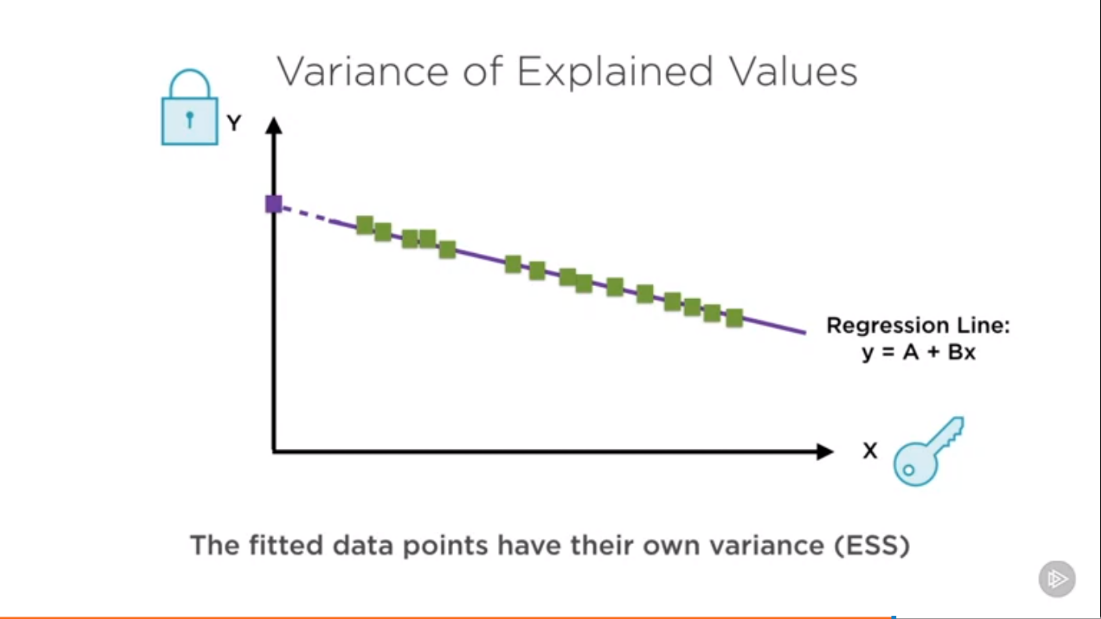 Variance of Explained Values
Y
Regression Line:
y = A + Bx
X
The fitted data points have their own variance (ESS)